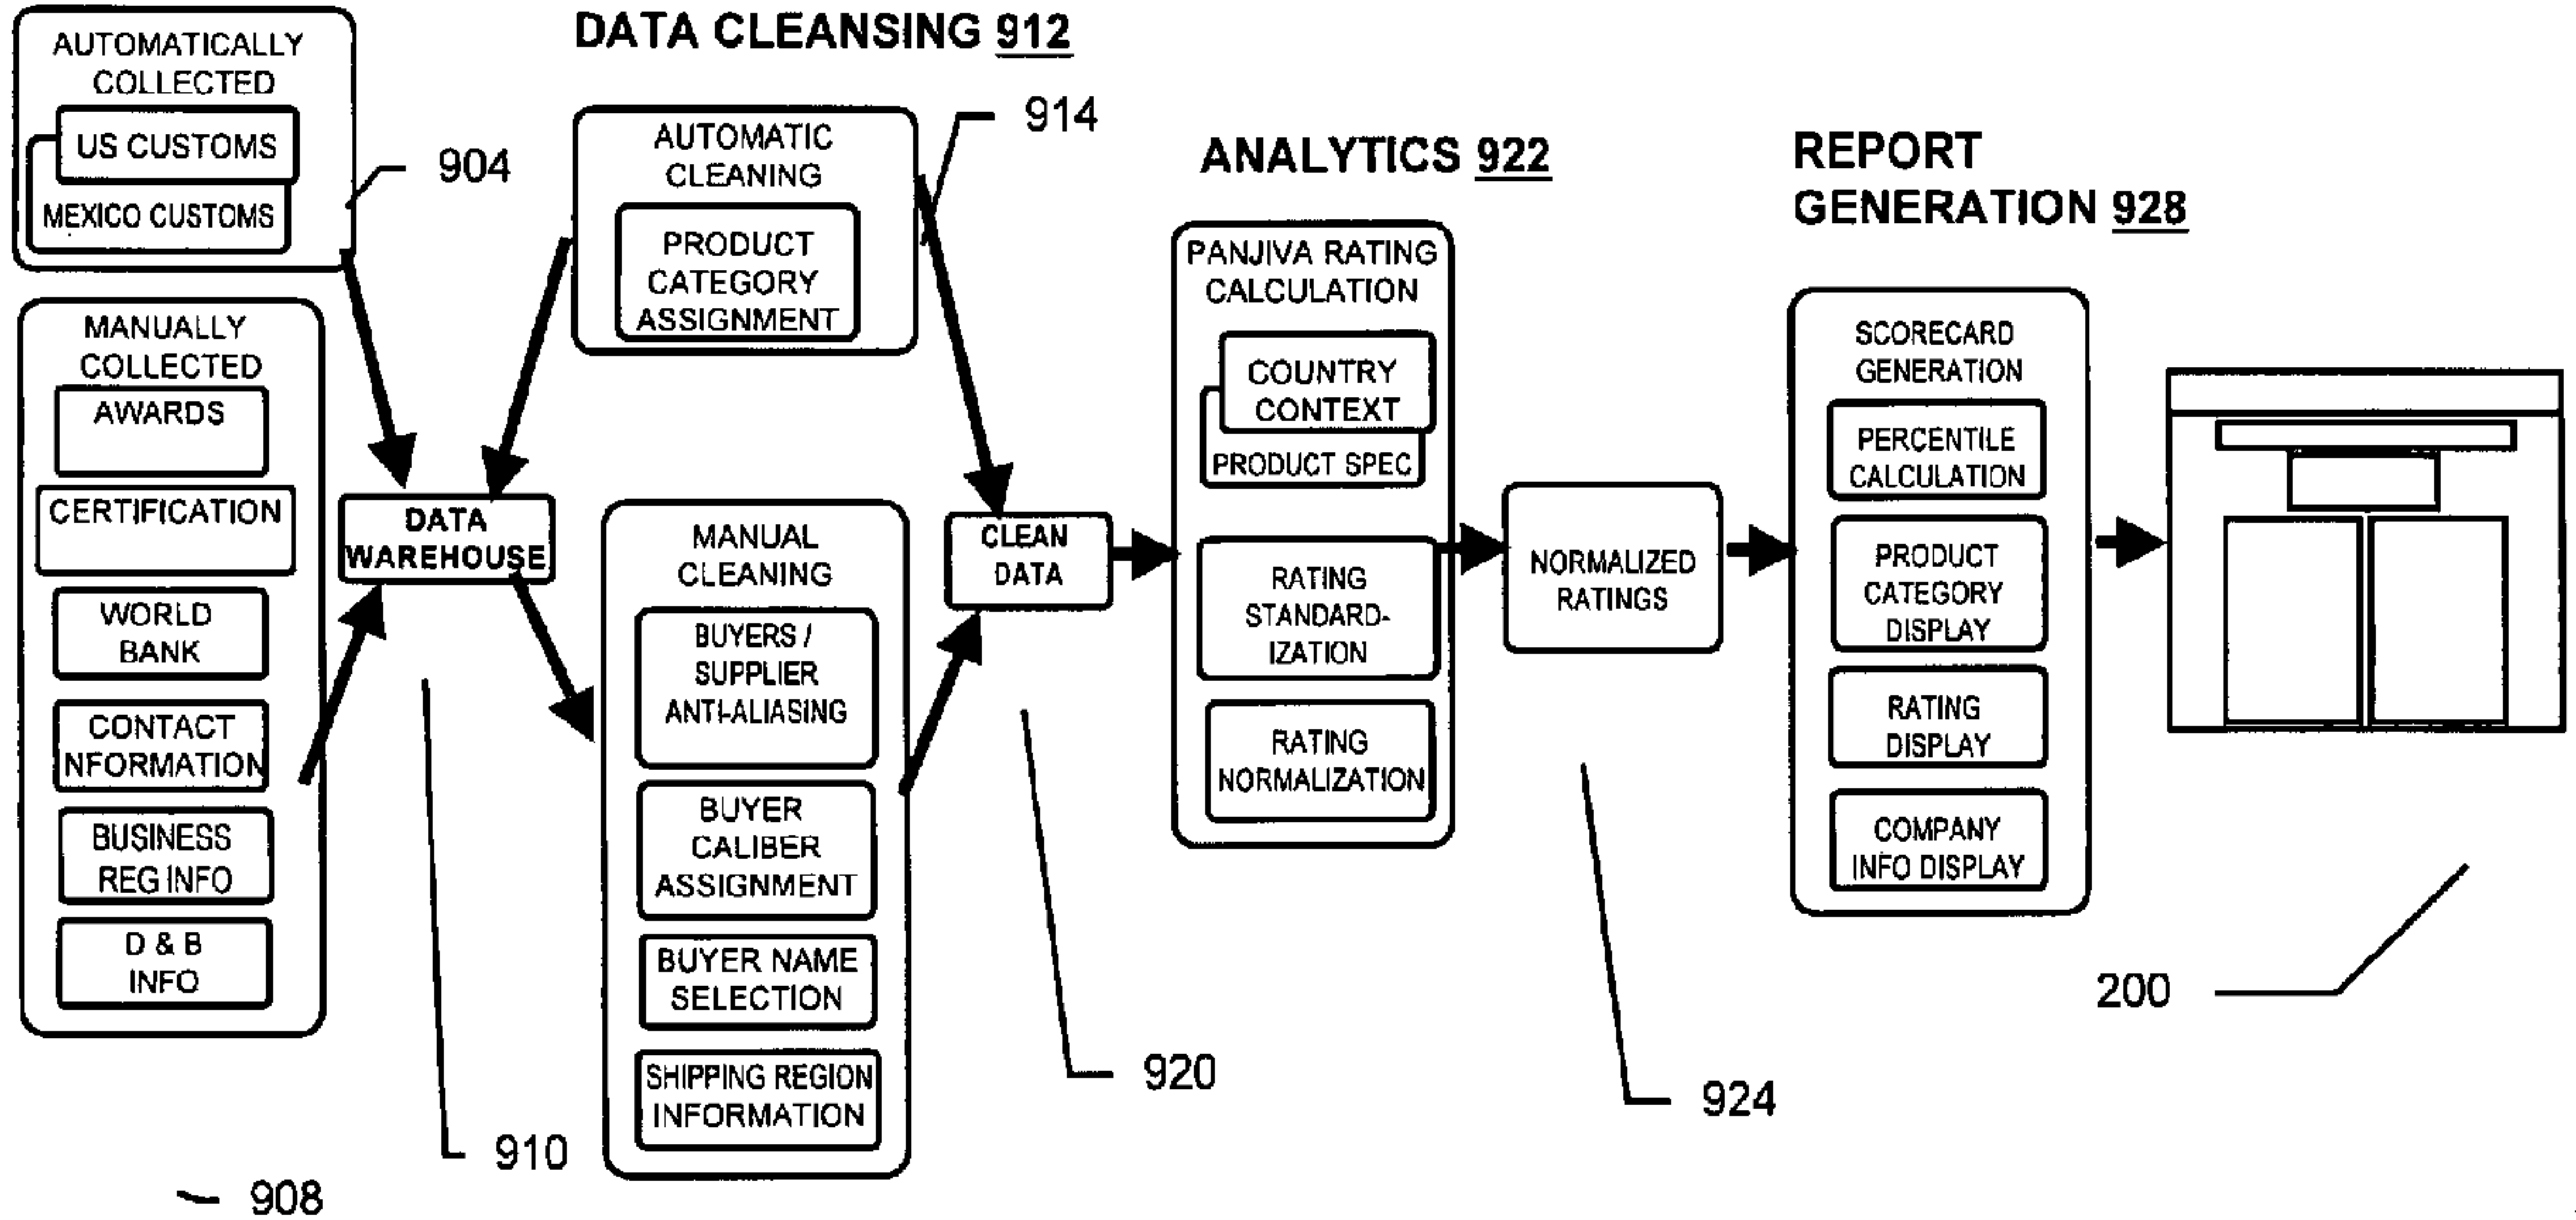 AUTOMATICALLY
COLLECTED
US CUSTOMS
MEXICO CUSTOMS
904
MANUALLY
COLLECTED
AWARDS
CERTIFICATION
WORLD
BANK
CONTACT
NFORMATION
BUSINESS
REG INFO
D & B
INFO
908
DATA
WAREHOUSE
910
DATA CLEANSING 912
AUTOMATIC
CLEANING
PRODUCT
CATEGORY
ASSIGNMENT
914
MANUAL
CLEANING
BUYERS /
SUPPLIER
ANTI-ALIASING
BUYER
CALIBER
ASSIGNMENT
BUYER NAME
SELECTION
SHIPPING REGION
INFORMATION
CLEAN
DATA
920
ANALYTICS 922
PANJIVA RATING
CALCULATION
COUNTRY
CONTEXT
PRODUCT SPEC
RATING
STANDARD-
IZATION
RATING
NORMALIZATION
NORMALIZED
RATINGS
924
REPORT
GENERATION 928
SCORECARD
GENERATION
PERCENTILE
CALCULATION
PRODUCT
CATEGORY
DISPLAY
RATING
DISPLAY
COMPANY
INFO DISPLAY
200